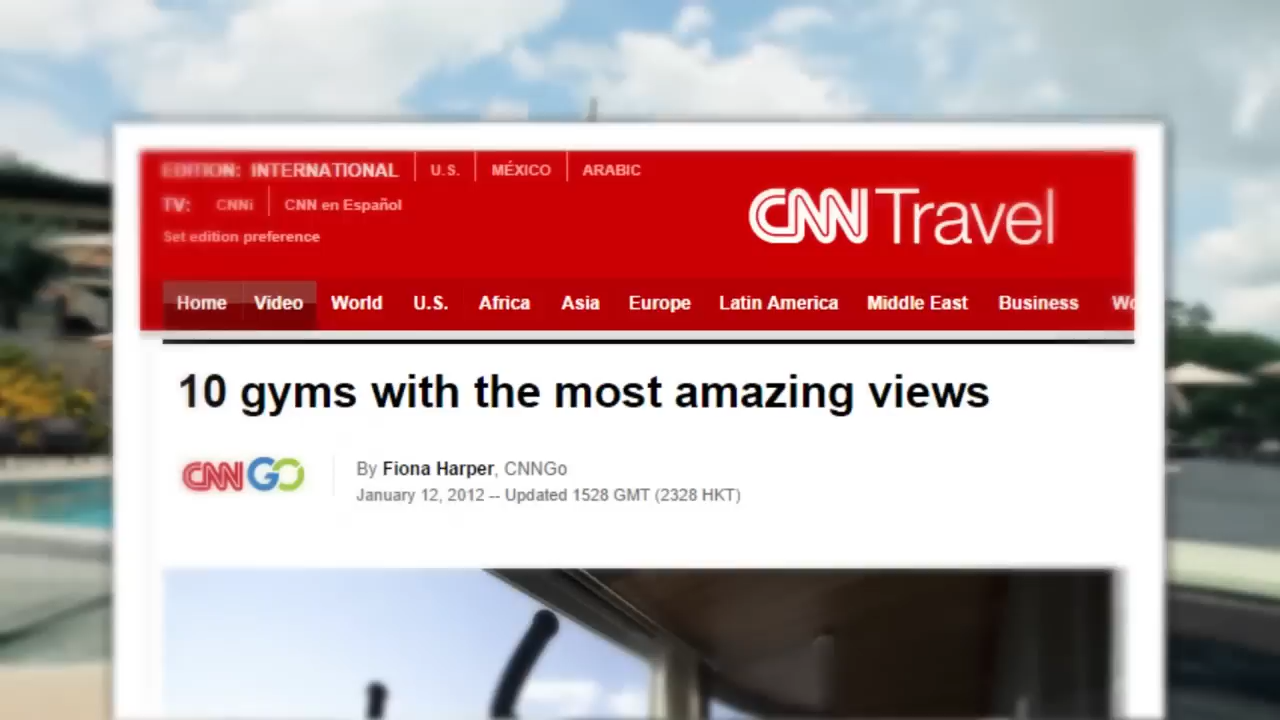 EDITION: INTERNATIONAL U.S. MÉXICO ARABIC
TV: CNNi CNN en Español
Set edition preference
CNN Travel
Home Video World U.S. Africa Asia Europe Latin America Middle East Business
10 gyms with the most amazing views
CNN GO
By Fiona Harper, CNNGo
January 12, 2012 -- Updated 1528 GMT (2328 HKT)